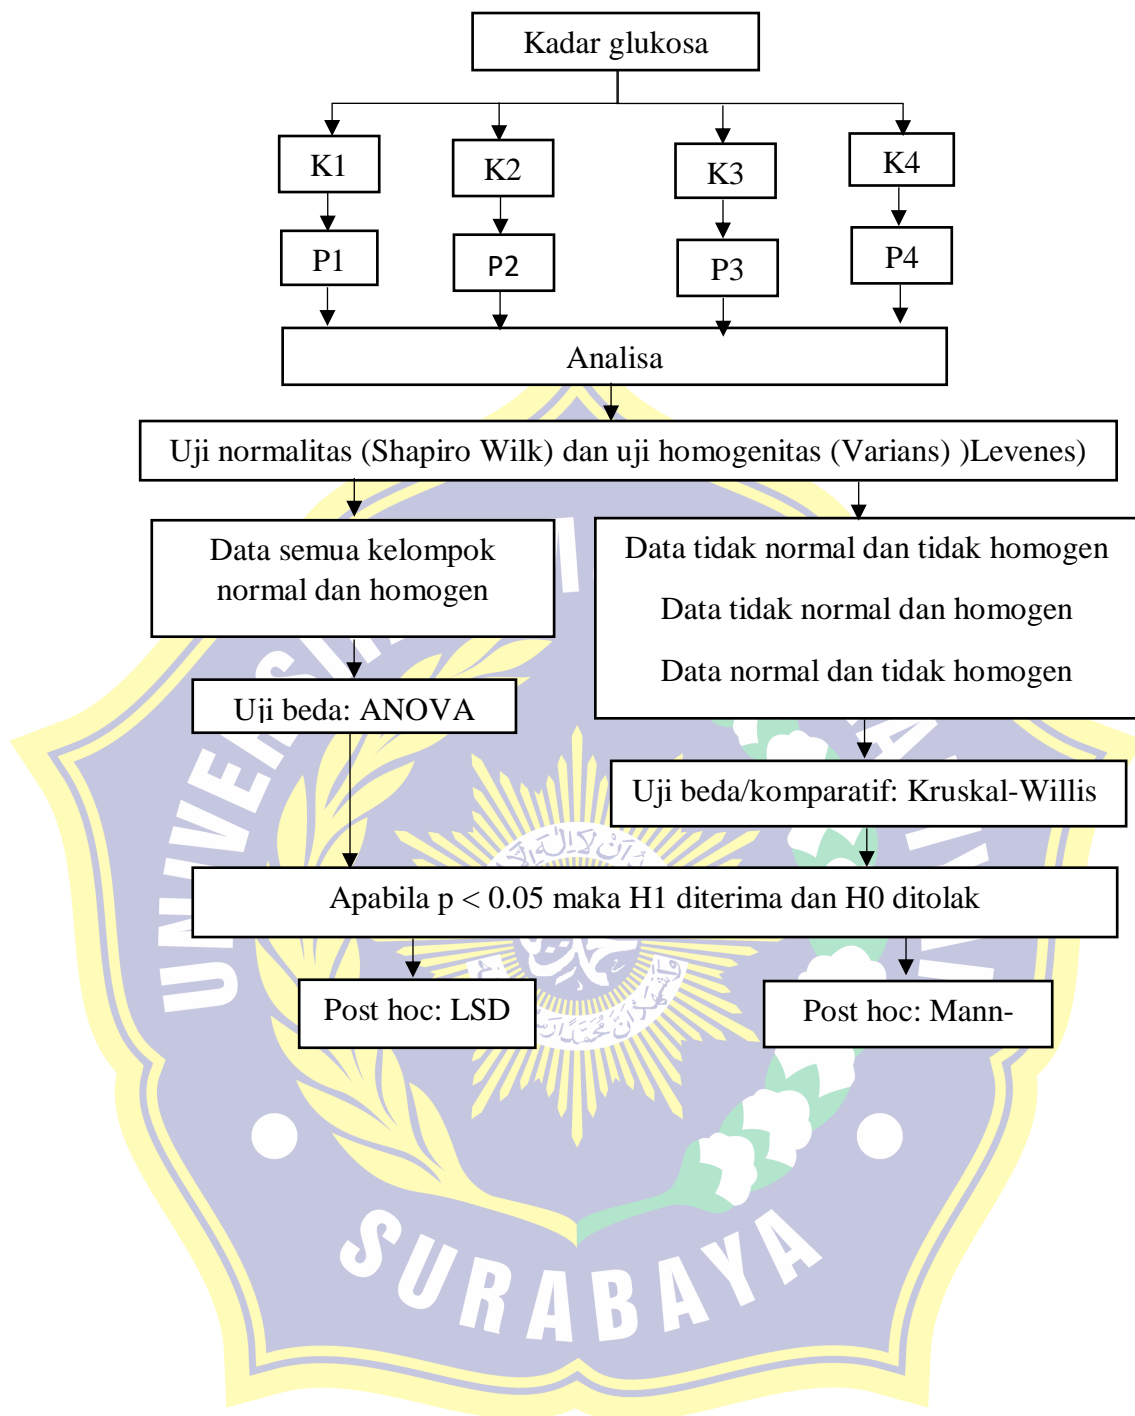 Kadar glukosa
K1
K2
K3
K4
P1
P2
P3
P4
Analisa
Uji normalitas (Shapiro Wilk) dan uji homogenitas (Varians) )Levenes)
Data semua kelompok
normal dan homogen
Data tidak normal dan tidak homogen
Data tidak normal dan homogen
Data normal dan tidak homogen
Uji beda: ANOVA
Uji beda/komparatif: Kruskal-Willis
Apabila p < 0.05 maka H1 diterima dan H0 ditolak
Post hoc: LSD
Post hoc: Mann-
SURABAYA